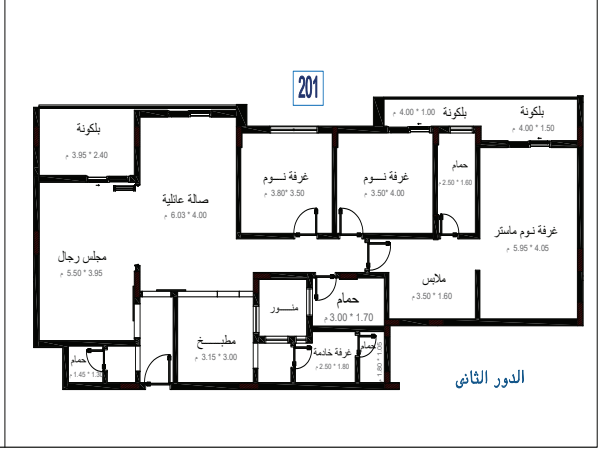 201
بلكونة
3.95 * 2.40 م
صالة عائلية
6.03 * 4.00 م
غرفة نـــوم
3.80* 3.50 م
غرفة نـــوم
3.50* 4.00 م
بلكونة
4.00 * 1.00 م
بلكونة
4.00 * 1.50 م
حمام
2.50 * 1.60 م
غرفة نوم ماستر
5.95 * 4.05 م
مجلس رجال
5.50 * 3.95 م
ملابس
3.50 * 1.60 م
حمام
3.00 * 1.70 م
منـــور
مطبـــخ
3.15 * 3.00 م
غرفة خادمة
2.50 * 1.80 م
حمام
1.80 * 1.05 م
حمام
الدور الثانى